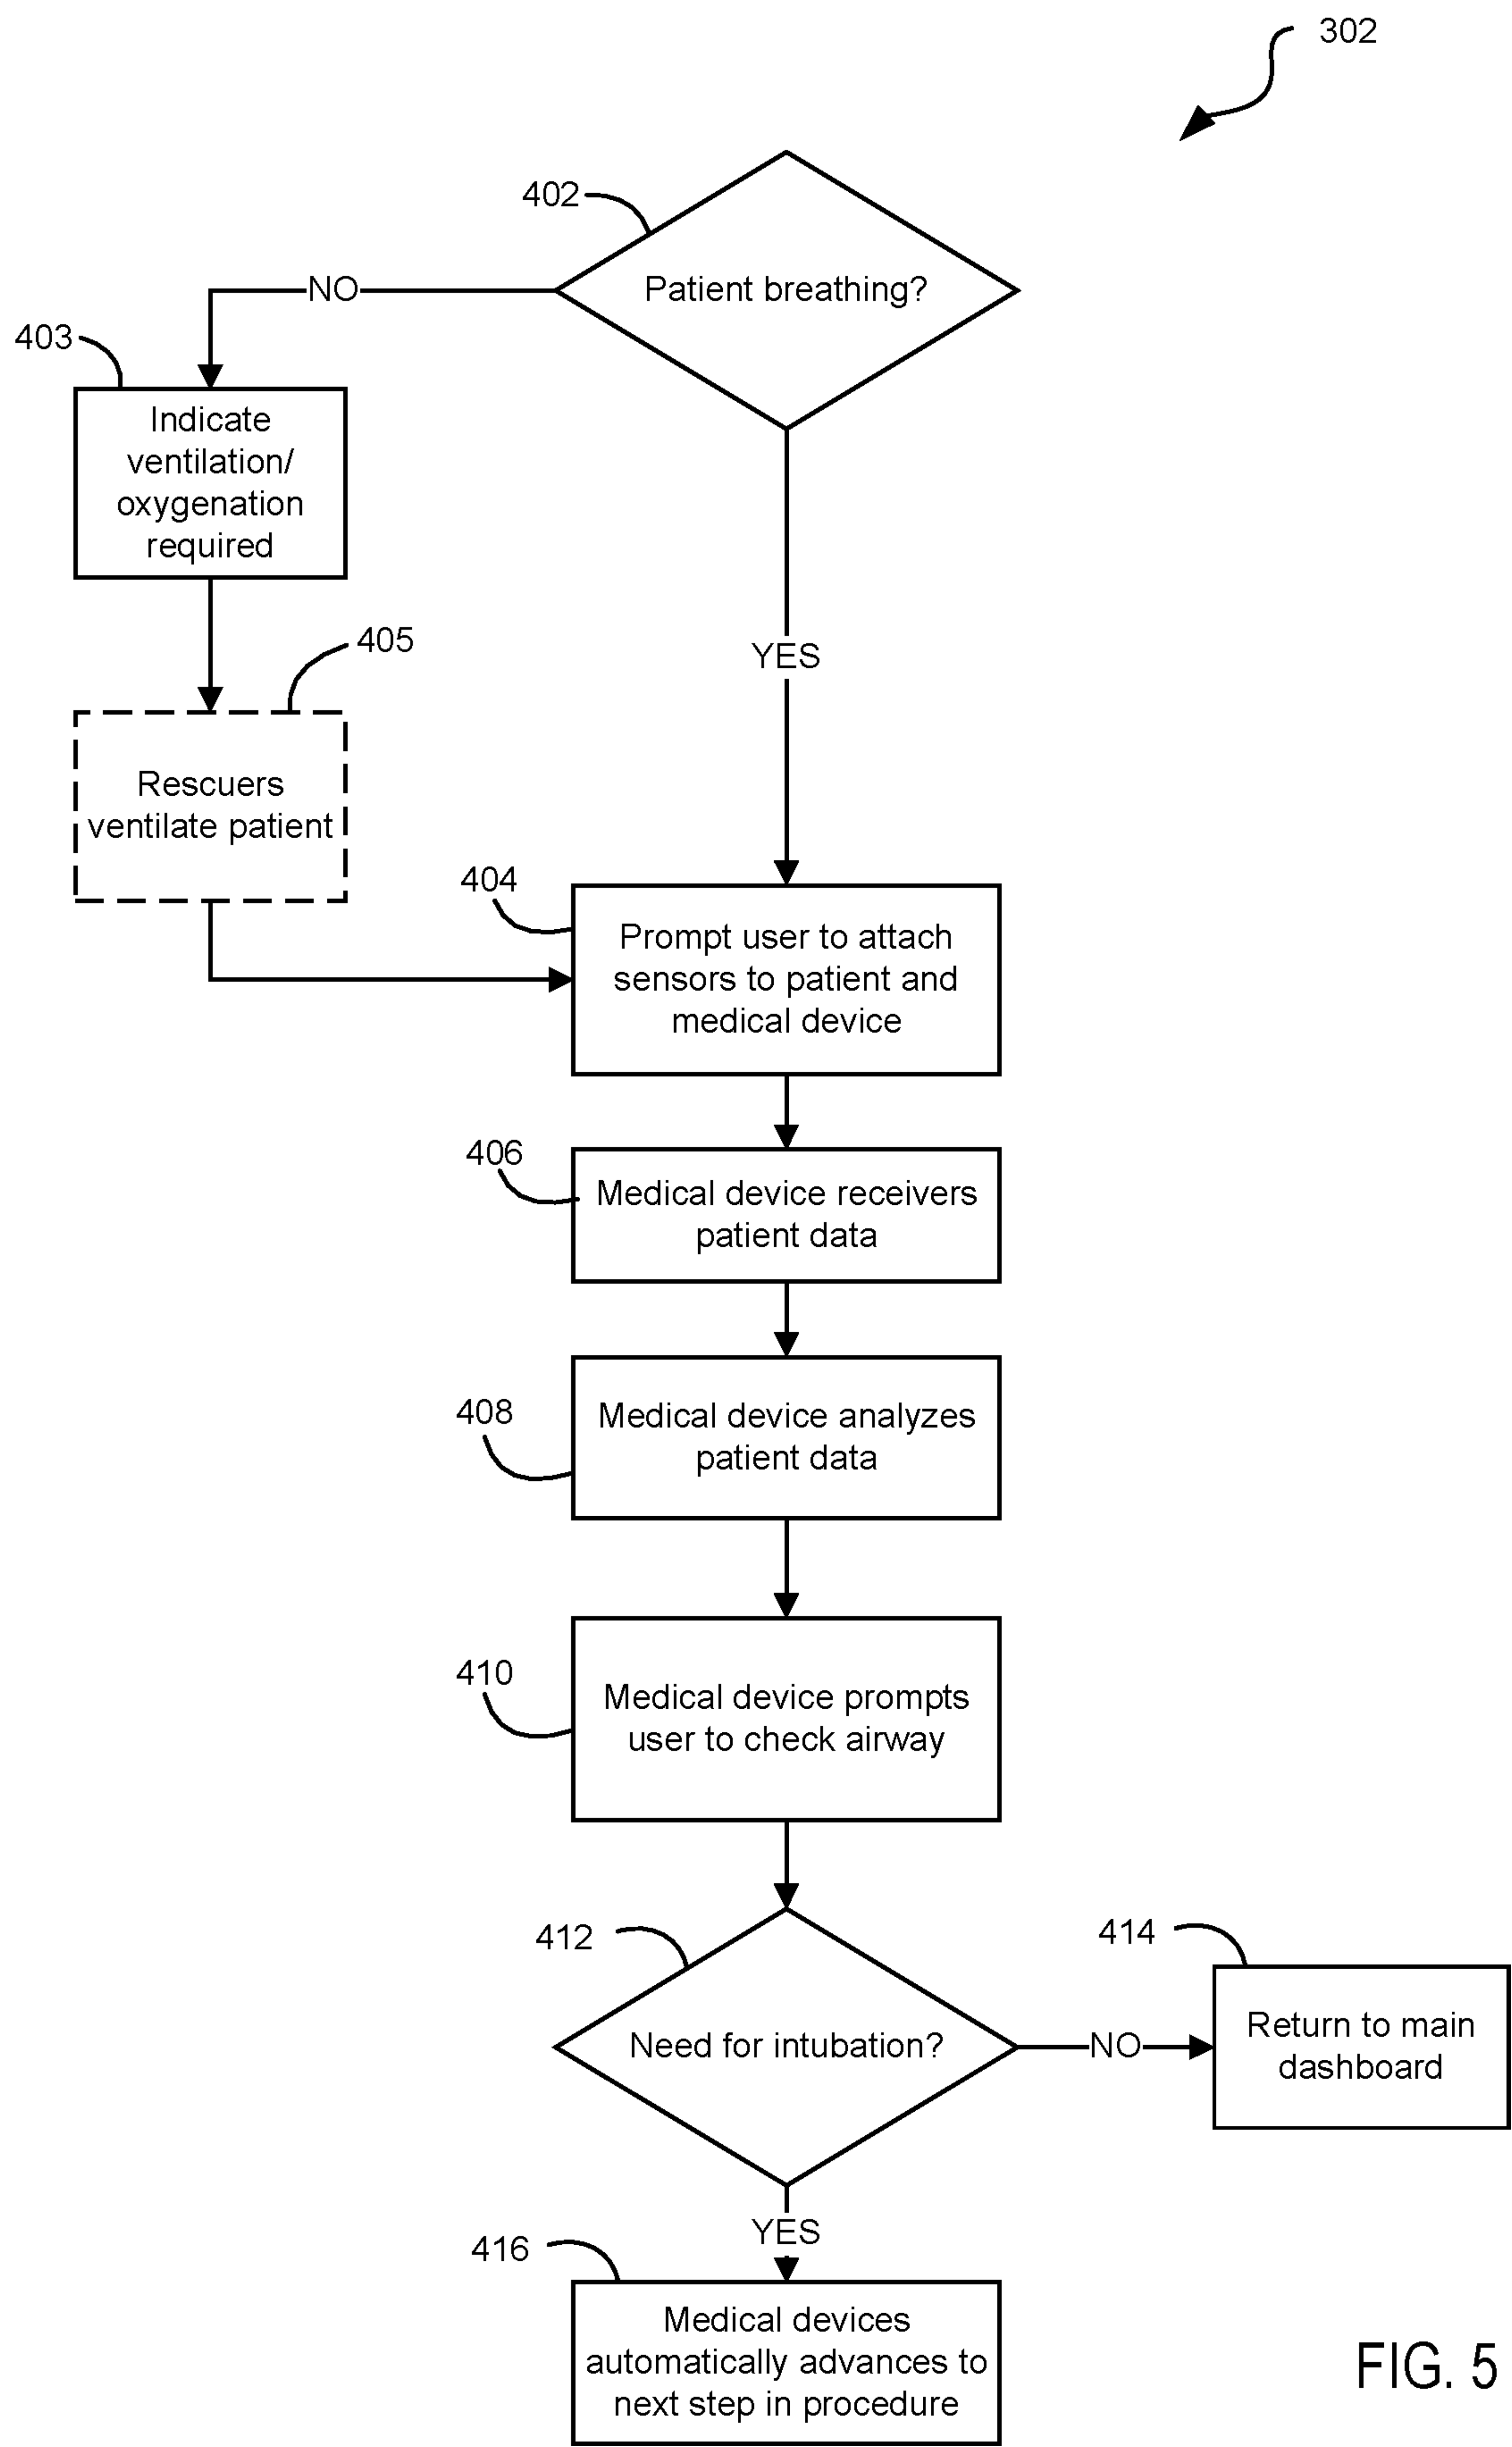 302
402
Patient breathing?
NO
403
Indicate
ventilation/
oxygenation
required
405
YES
Rescuers
ventilate patient
404
Prompt user to attach
sensors to patient and
medical device
406
Medical device receivers
patient data
408
Medical device analyzes
patient data
410
Medical device prompts
user to check airway
412
Need for intubation?
NO
414
Return to main
dashboard
YES
416
Medical devices
automatically advances to
next step in procedure
FIG. 5